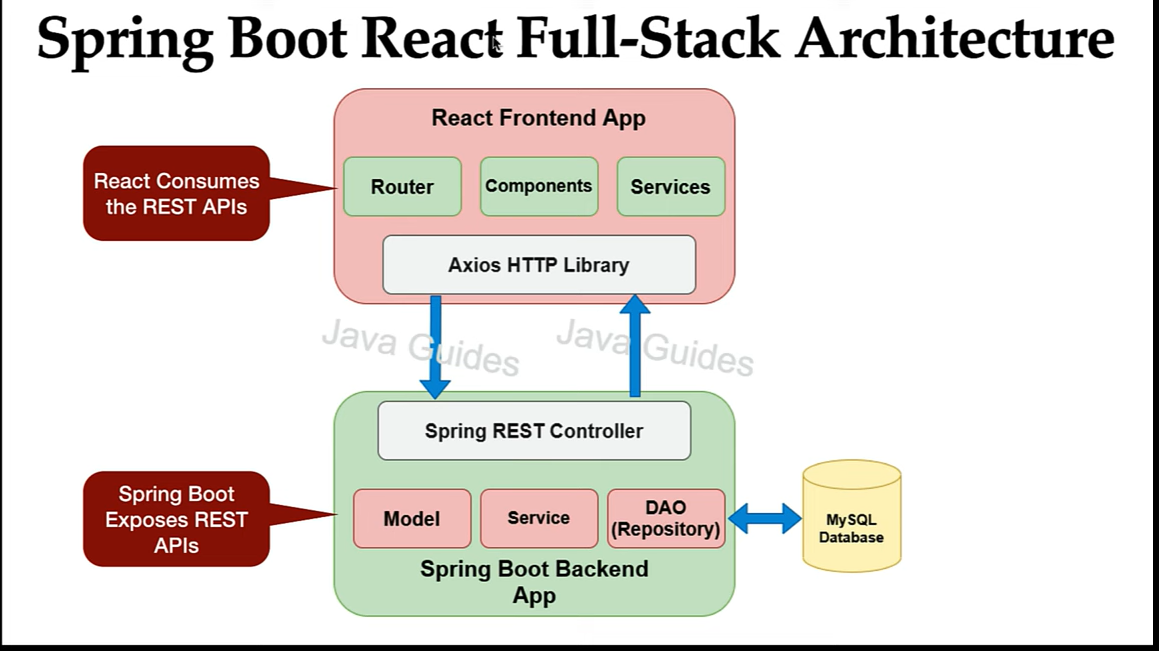 Spring Boot React Full-Stack Architecture
React Frontend App
React Consumes
the REST APIs
Router
Components
Services
Axios HTTP Library
Java Guides
Java Guides
Spring REST Controller
Spring Boot
Exposes REST
APIs
Model
Service
DAO
(Repository)
MySQL
Database
Spring Boot Backend
App